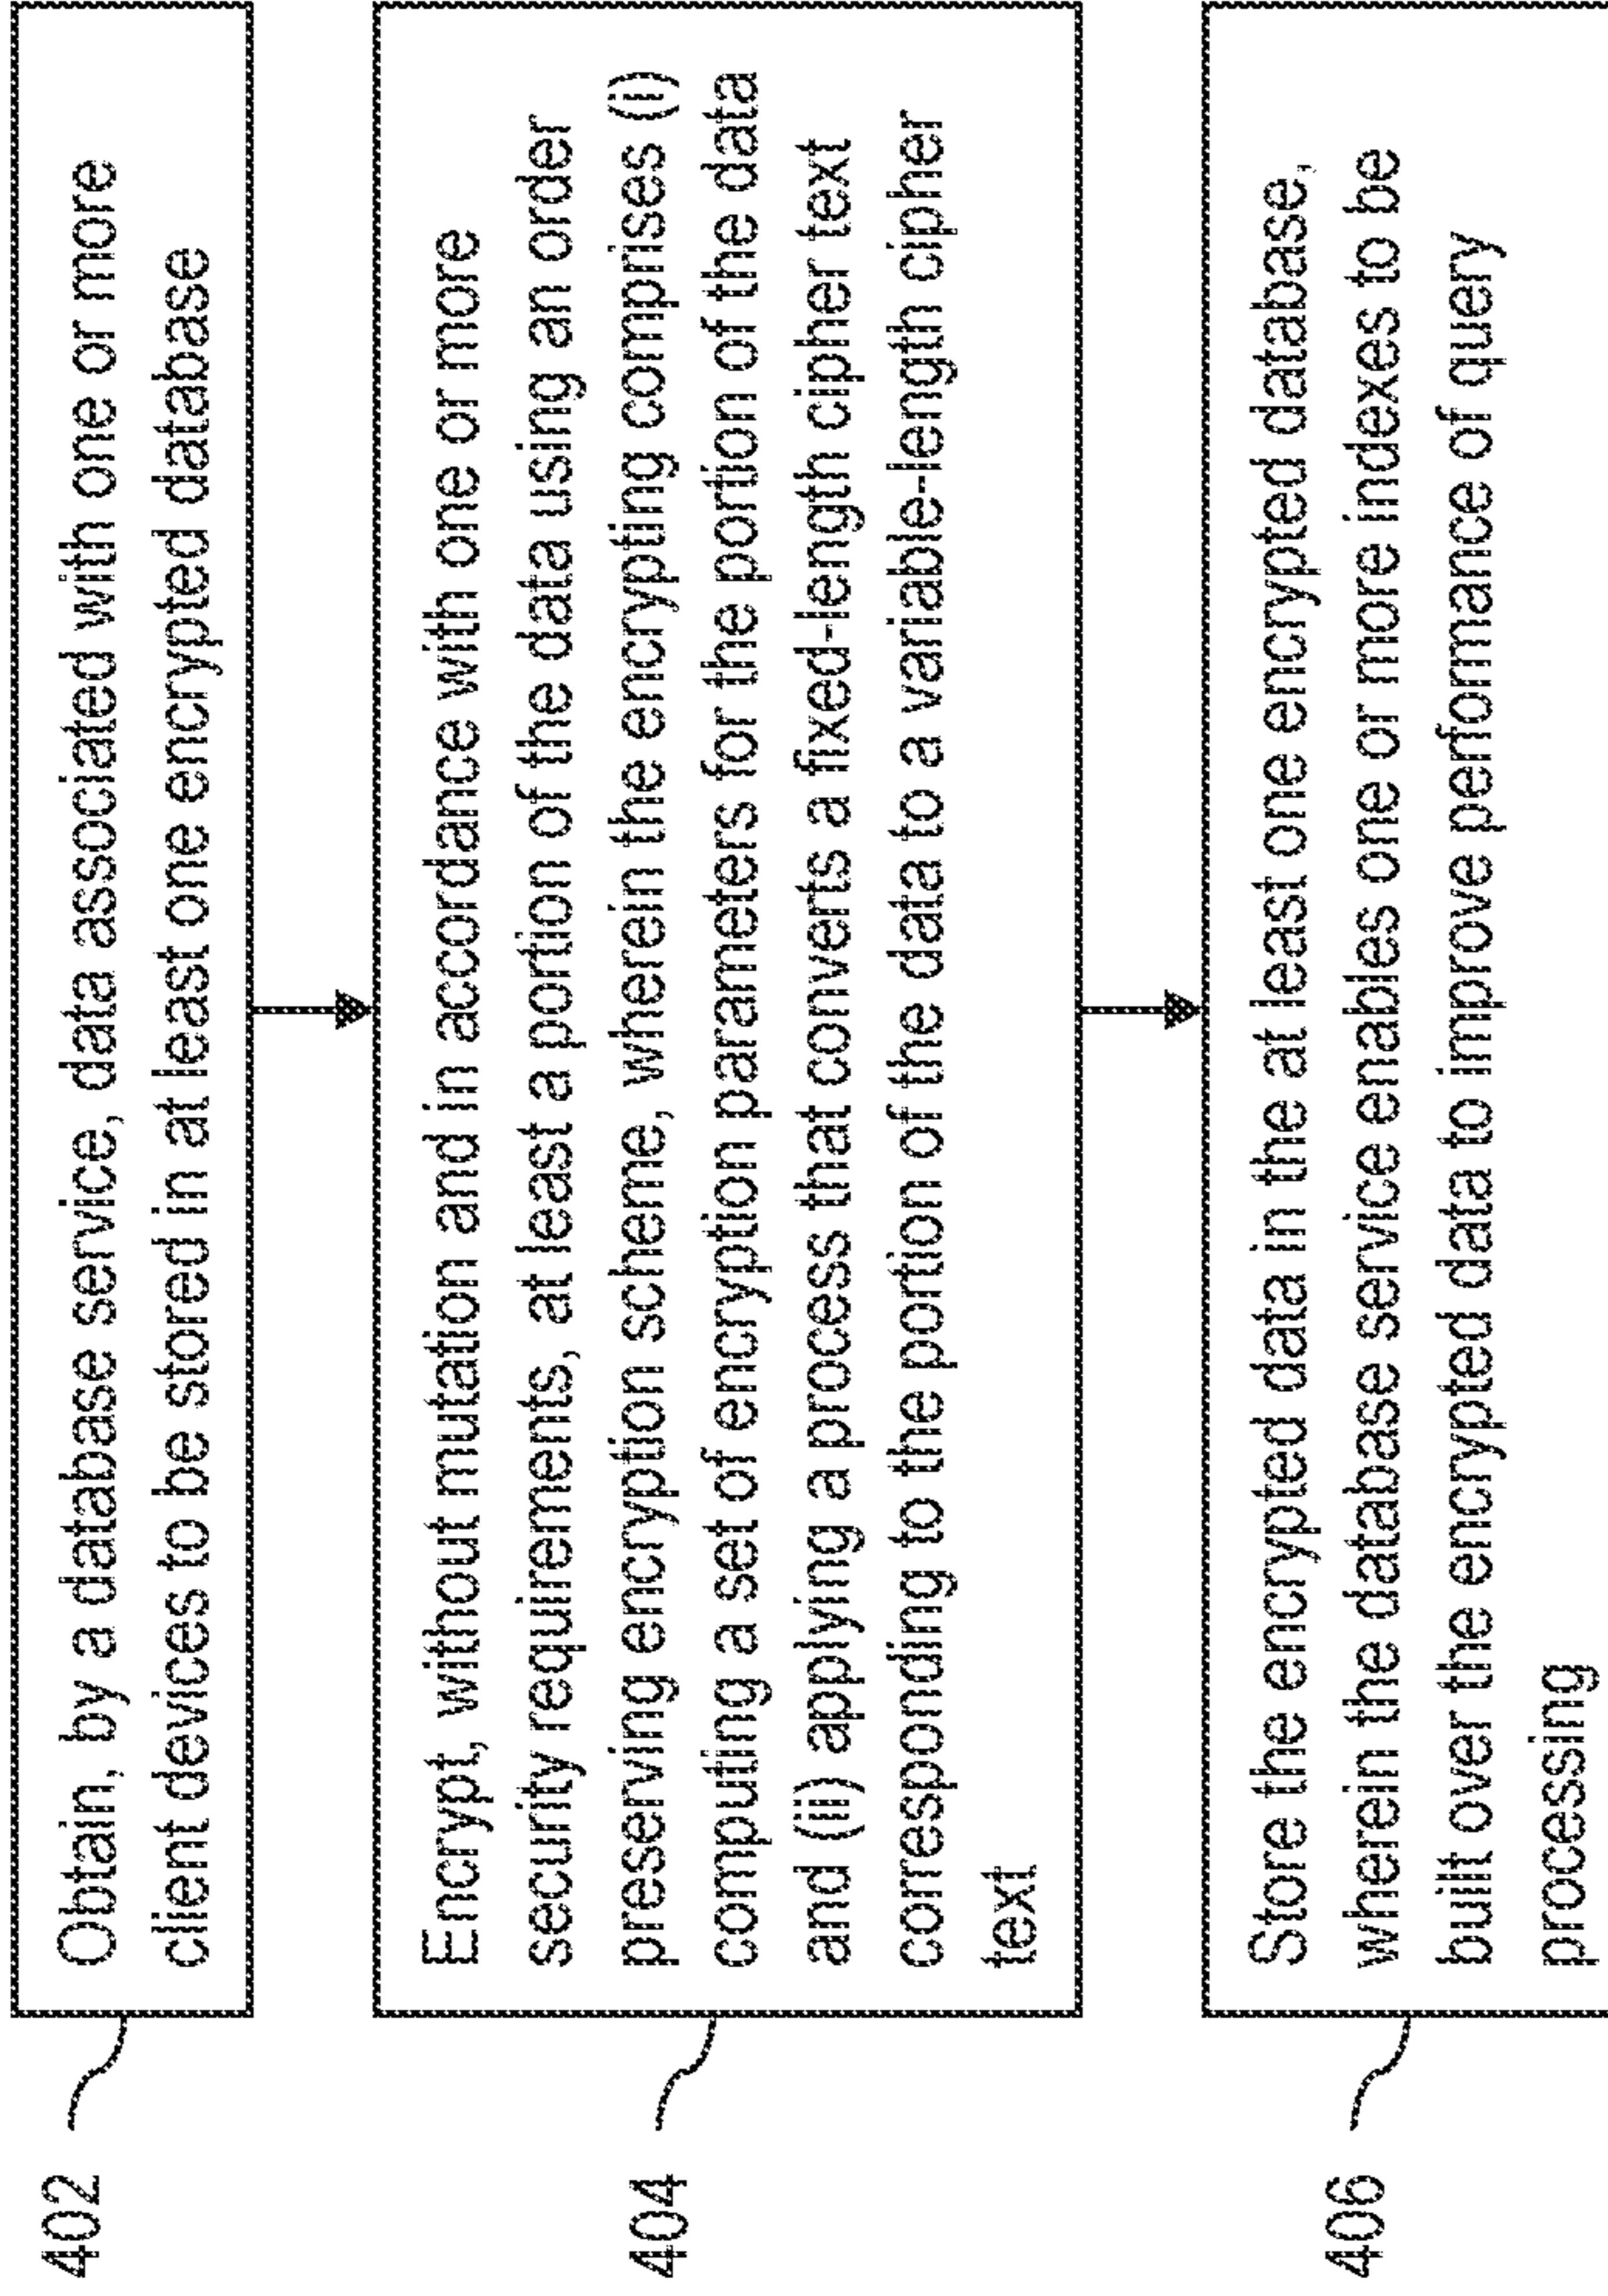 402
Obtain, by a database service, data associated with one or more
client devices to be stored in at least one encrypted database
404
Encrypt, without mutation and in accordance with one or more
security requirements, at least a portion of the data using an order
preserving encryption scheme, wherein the encrypting comprises (i)
computing a set of encryption parameters for the portion of the data
and (ii) applying a process that converts a fixed-length cipher text
corresponding to the portion of the data to a variable-length cipher
text
406
Store the encrypted data in the at least one encrypted database,
wherein the database service enables one or more indexes to be
built over the encrypted data to improve performance of query
processing